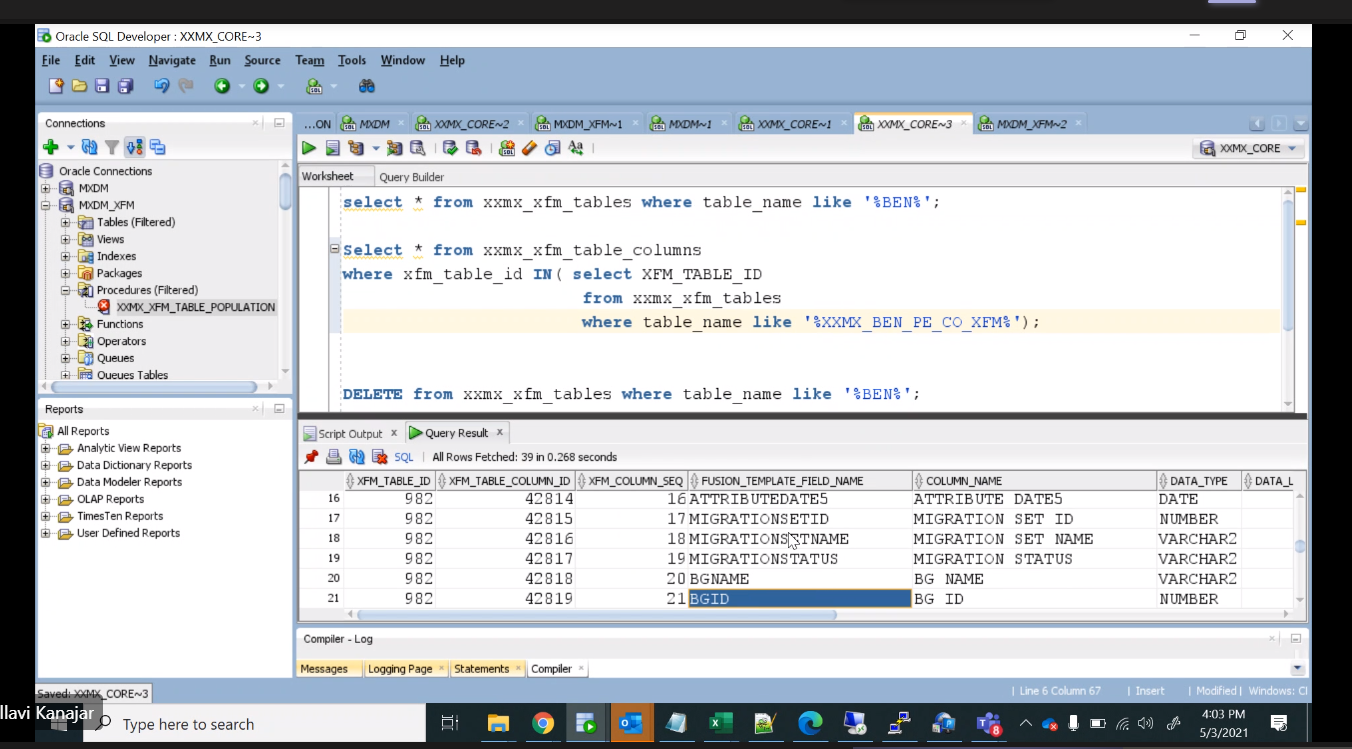 Oracle SQL Developer : XXMX_CORE~3
File Edit View Navigate Run Source Team Tools Window Help
Connections
Oracle Connections
MXDM
MXDM_XFM
Tables (Filtered)
Views
Indexes
Packages
Procedures (Filtered)
XXMX_XFM_TABLE_POPULATION
Functions
Operators
Queues
Queues Tables
Reports
All Reports
Analytic View Reports
Data Dictionary Reports
Data Modeler Reports
OLAP Reports
TimesTen Reports
User Defined Reports
...ON MXDM XXMX_CORE~2 MXDM_XFM~1 MXDM~1 XXMX_CORE~1 XXMX_CORE~3 MXDM_XFM~2
XXMX_CORE
Worksheet Query Builder
select * from xxmx_xfm_tables where table_name like '%BEN%';
Select * from xxmx_xfm_table_columns
where xfm_table_id IN( select XFM_TABLE_ID
from xxmx_xfm_tables
where table_name like '%XXMX_BEN_PE_CO_XFM%');
DELETE from xxmx_xfm_tables where table_name like '%BEN%';
Script Output Query Result
SQL All Rows Fetched: 39 in 0.268 seconds
XFM_TABLE_ID XFM_TABLE_COLUMN_ID XFM_COLUMN_SEQ FUSION_TEMPLATE_FIELD_NAME COLUMN_NAME DATA_TYPE DATA_L
16 982 42814 16 ATTRIBUTEDATE5 ATTRIBUTE DATE5 DATE
17 982 42815 17 MIGRATIONSETID MIGRATION SET ID NUMBER
18 982 42816 18 MIGRATIONSETNAME MIGRATION SET NAME VARCHAR2
19 982 42817 19 MIGRATIONSTATUS MIGRATION STATUS VARCHAR2
20 982 42818 20 BGNAME BG NAME VARCHAR2
21 982 42819 21 BGID BG ID NUMBER
Compiler - Log
Messages Logging Page Statements Compiler
Saved: XXMX_CORE~3
Line 6 Column 67 Insert Modified Windows: Cl
llavi Kanajar
Type here to search
8
4:03 PM
5/3/2021